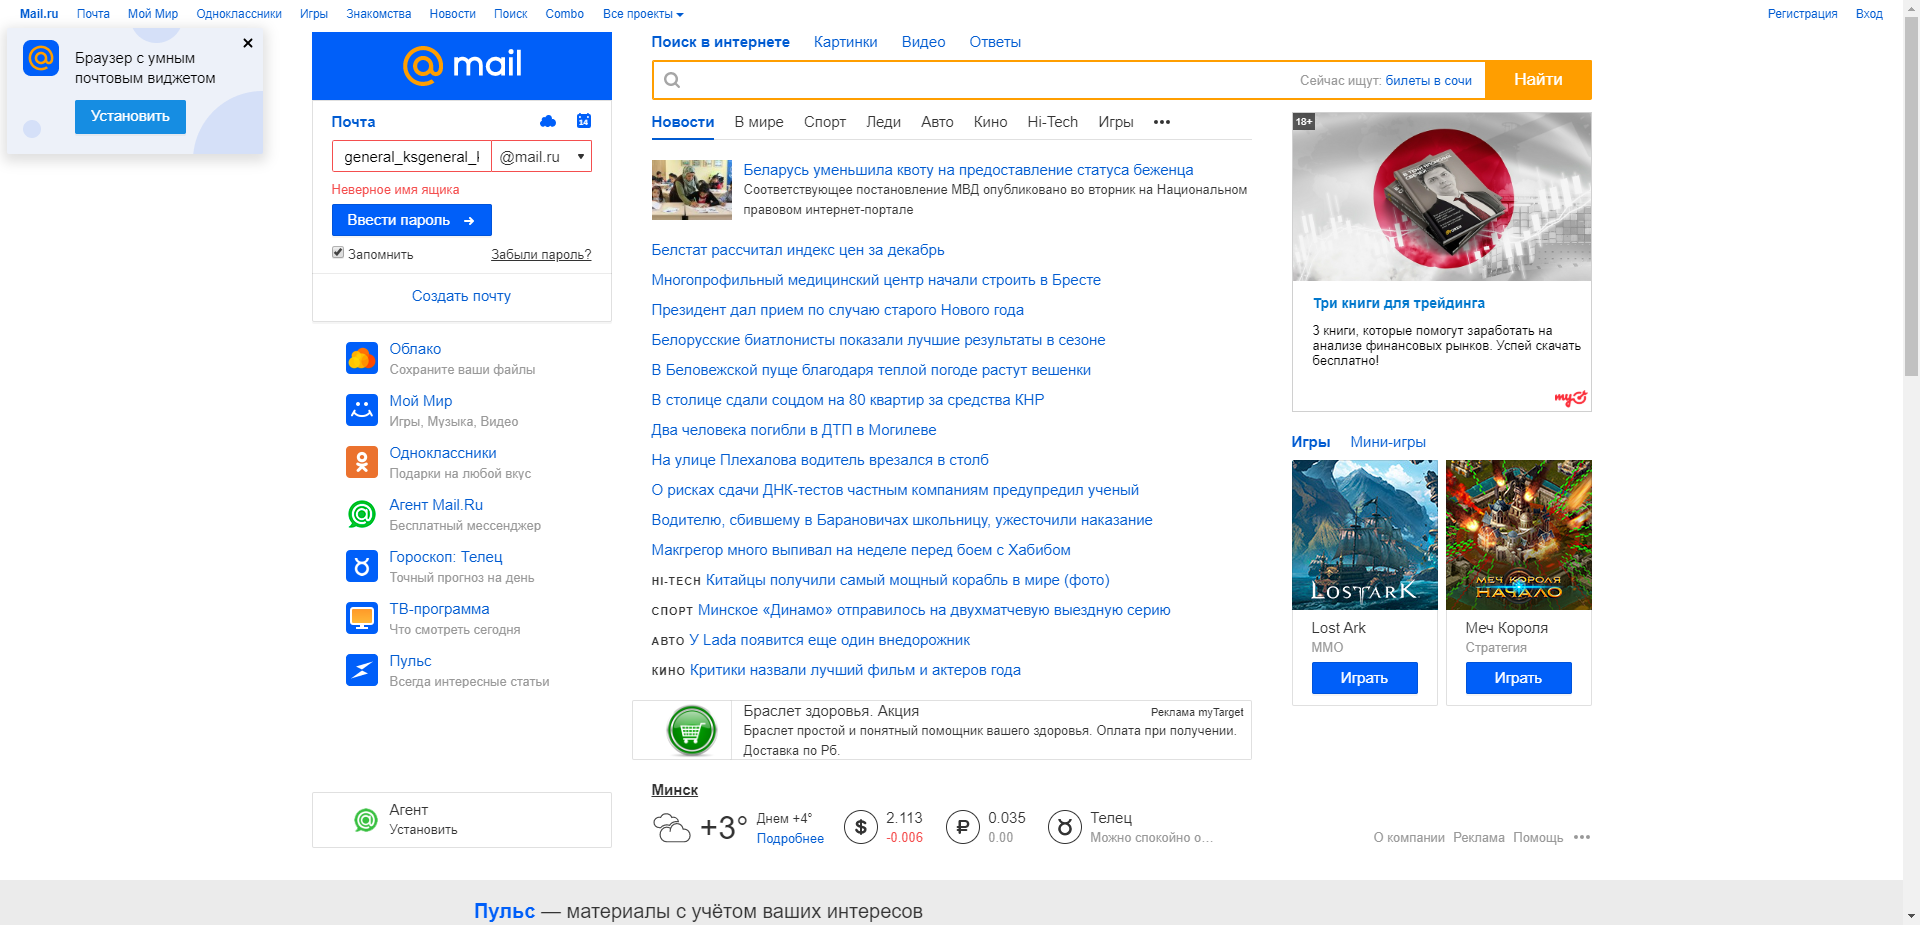 Mail.ru Почта Мой Мир Одноклассники Игры Знакомства Новости Поиск Combo Все проекты Регистрация Вход
Браузер с умным
почтовым виджетом
Установить
mail
Почта
14
general_ksgeneral_k @mail.ru
Неверное имя ящика
Ввести пароль
Запомнить Забыли пароль?
Создать почту
Облако
Сохраните ваши файлы
Мой Мир
Игры, Музыка, Видео
Одноклассники
Подарки на любой вкус
Агент Mail.Ru
Бесплатный мессенджер
Гороскоп: Телец
Точный прогноз на день
ТВ-программа
Что смотреть сегодня
Пульс
Всегда интересные статьи
Агент
Установить
Поиск в интернете Картинки Видео Ответы
Сейчас ищут: билеты в сочи Найти
Новости В мире Спорт Леди Авто Кино Hi-Tech Игры
Беларусь уменьшила квоту на предоставление статуса беженца
Соответствующее постановление МВД опубликовано во вторник на Национальном
правовом интернет-портале
Белстат рассчитал индекс цен за декабрь
Многопрофильный медицинский центр начали строить в Бресте
Президент дал прием по случаю старого Нового года
Белорусские биатлонисты показали лучшие результаты в сезоне
В Беловежской пуще благодаря теплой погоде растут вешенки
В столице сдали соцдом на 80 квартир за средства КНР
Два человека погибли в ДТП в Могилеве
На улице Плехалова водитель врезался в столб
О рисках сдачи ДНК-тестов частным компаниям предупредил ученый
Водителю, сбившему в Барановичах школьницу, ужесточили наказание
Макгрегор много выпивал на неделе перед боем с Хабибом
HI-TECH Китайцы получили самый мощный корабль в мире (фото)
СПОРТ Минское «Динамо» отправилось на двухматчевую выездную серию
АВТО У Lada появится еще один внедорожник
КИНО Критики назвали лучший фильм и актеров года
Браслет здоровья. Акция Реклама myTarget
Браслет простой и понятный помощник вашего здоровья. Оплата при получении.
Доставка по Рб.
Минск
+3° Днем +4°
Подробнее
$ 2.113
-0.006
₽ 0.035
0.00
Телец
Можно спокойно о...
18+
Три книги для трейдинга
3 книги, которые помогут заработать на
анализе финансовых рынков. Успей скачать
бесплатно!
my
Игры Мини-игры
LOST ARK
МЕЧ КОРОЛЯ
НАЧАЛО
Lost Ark
ММО
Играть
Меч Короля
Стратегия
Играть
О компании Реклама Помощь
Пульс — материалы с учётом ваших интересов